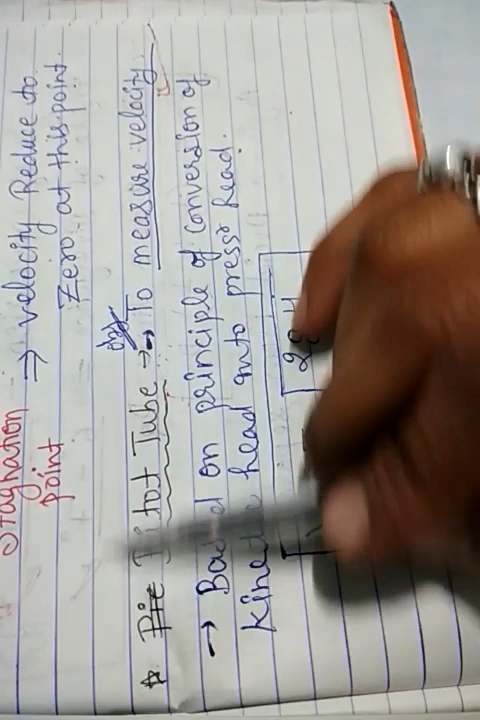 Stagnation point → velocity Reduce to
Zero at this point.
Pitot Tube → To measure velocity
→ Based on principle of conversion of
Kinetic head into press^r head.
2gH